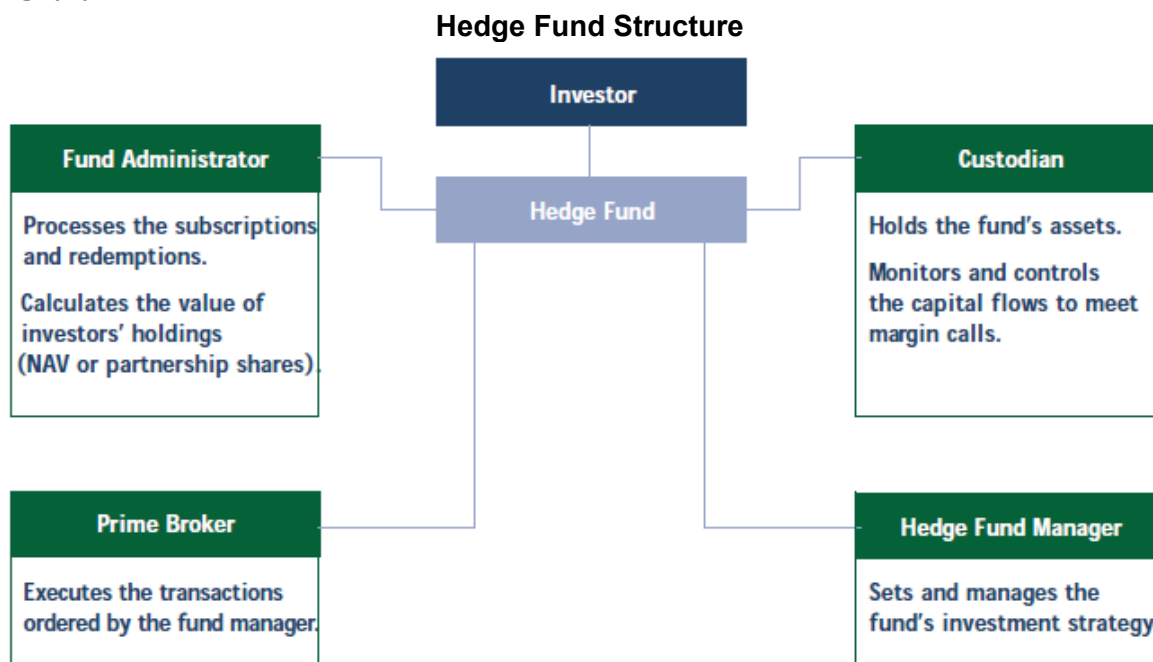 Hedge Fund Structure
Investor
Fund Administrator
Processes the subscriptions
and redemptions.
Calculates the value of
investors' holdings
(NAV or partnership shares).
Hedge Fund
Custodian
Holds the fund's assets.
Monitors and controls
the capital flows to meet
margin calls.
Prime Broker
Executes the transactions
ordered by the fund manager.
Hedge Fund Manager
Sets and manages the
fund's investment strategy